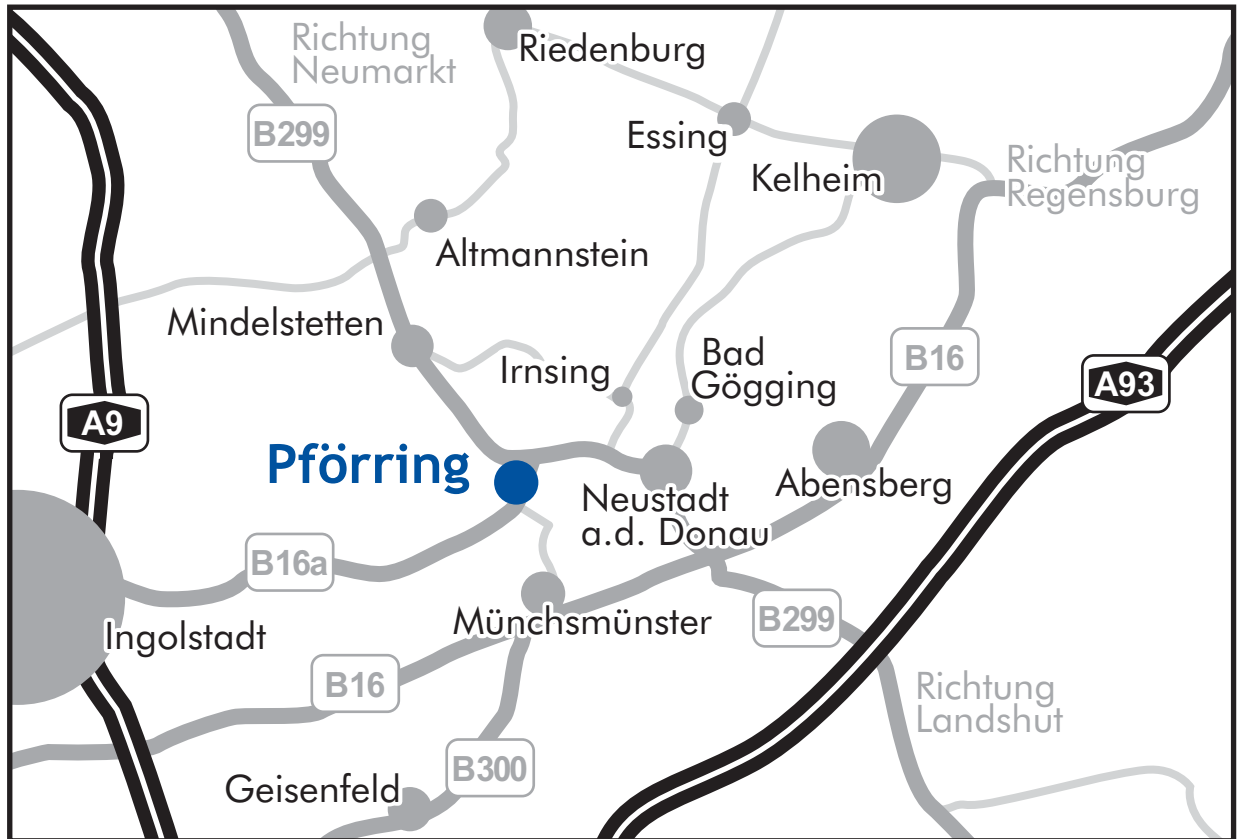 Richtung
Neumarkt
Riedenburg
B299
Essing
Kelheim
Richtung
Regensburg
Altmannstein
Mindelstetten
Irnsing
Bad
Gögging
B16
A93
A9
Pförring
Neustadt
a.d. Donau
Abensberg
B16a
Ingolstadt
Münchsmünster
B299
B16
Richtung
Landshut
B300
Geisenfeld